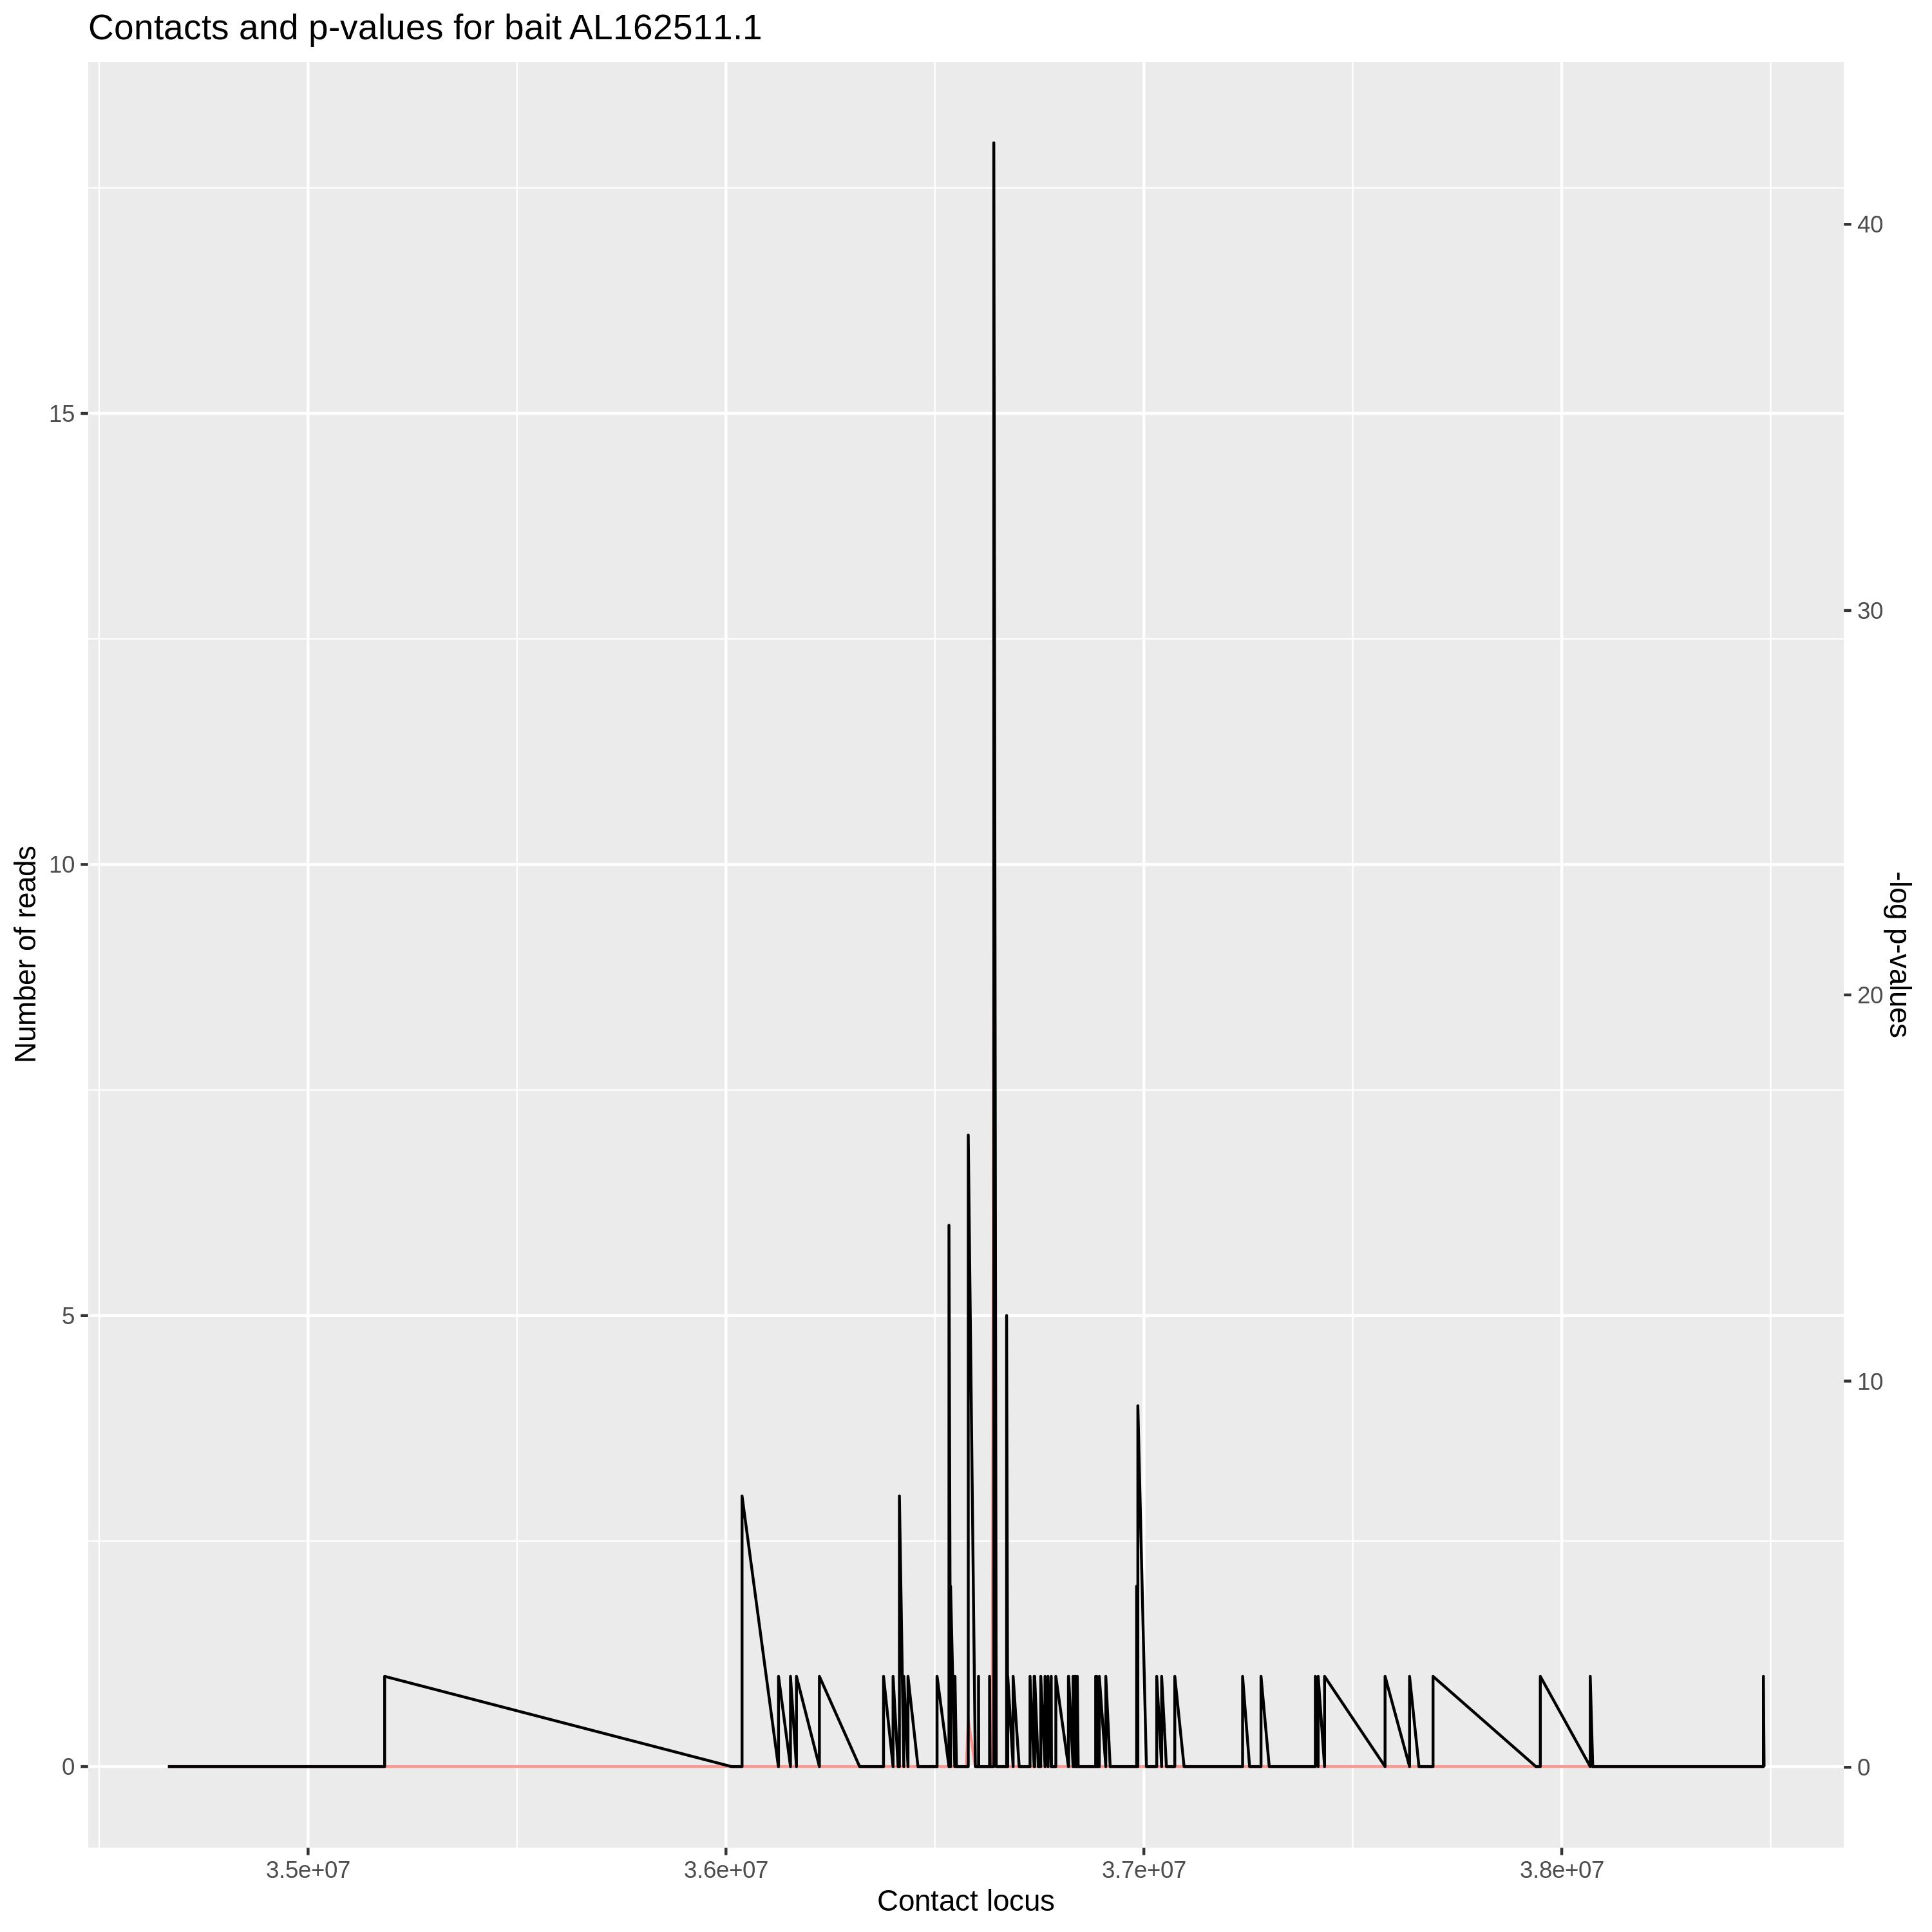 Contacts and p-values for bait AL162511.1
Number of reads
15
10
5
0
40
30
20
10
0
-log p-values
3.5e+07 3.6e+07 3.7e+07 3.8e+07
Contact locus